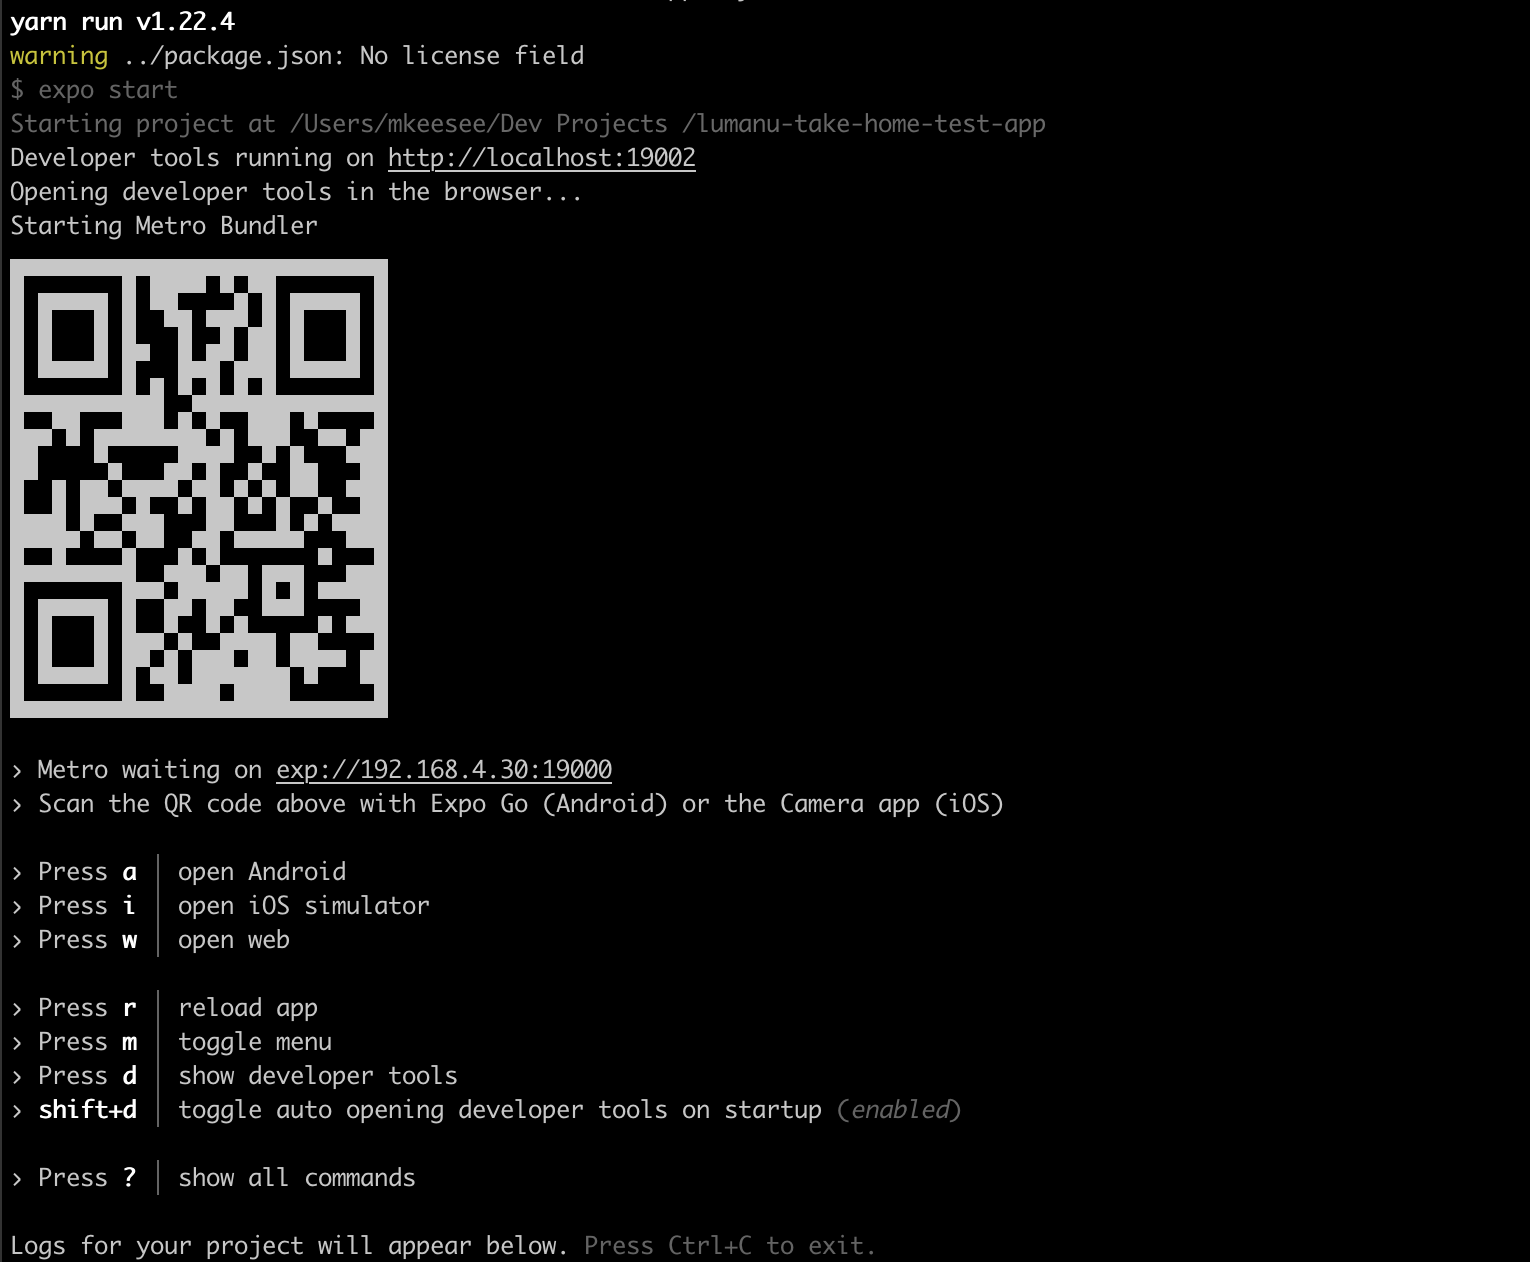 yarn run v1.22.4
warning ../package.json: No license field
$ expo start
Starting project at /Users/mkeesee/Dev Projects /lumanu-take-home-test-app
Developer tools running on http://localhost:19002
Opening developer tools in the browser...
Starting Metro Bundler
› Metro waiting on exp://192.168.4.30:19000
› Scan the QR code above with Expo Go (Android) or the Camera app (iOS)
› Press a │ open Android
› Press i │ open iOS simulator
› Press w │ open web
› Press r │ reload app
› Press m │ toggle menu
› Press d │ show developer tools
› shift+d │ toggle auto opening developer tools on startup (enabled)
› Press ? │ show all commands
Logs for your project will appear below. Press Ctrl+C to exit.